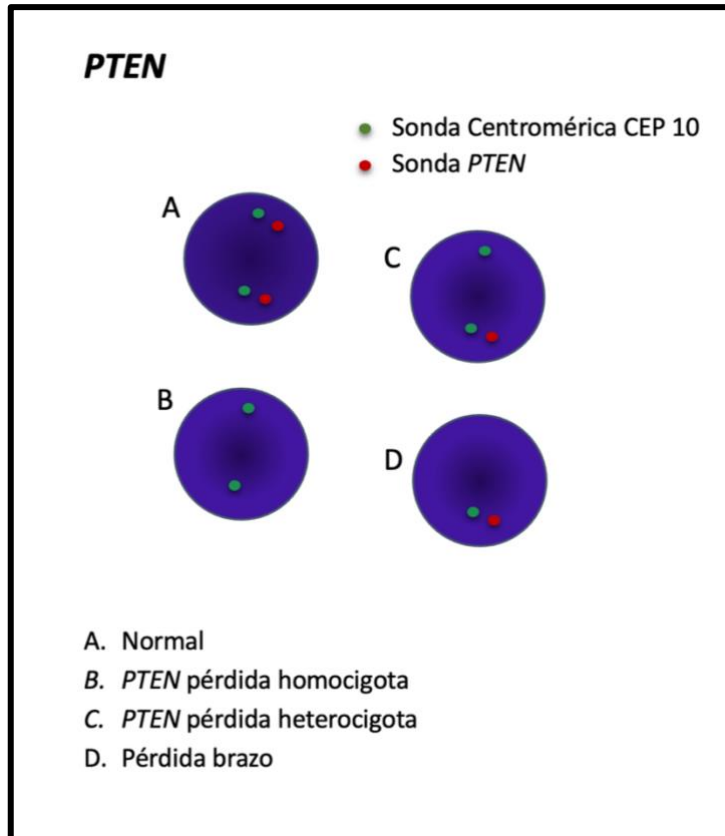 PTEN
Sonda Centromérica CEP 10
Sonda PTEN
A
C
B
D
A. Normal
B. PTEN pérdida homocigota
C. PTEN pérdida heterocigota
D. Pérdida brazo